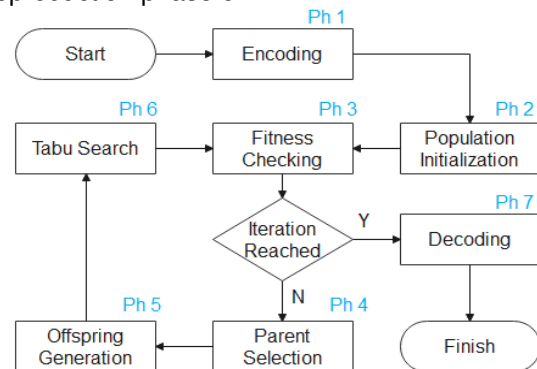 Ph 1
Start
Encoding
Ph 6
Ph 3
Ph 2
Tabu Search
Fitness
Checking
Population
Initialization
Ph 7
Iteration
Reached
Y
Decoding
N
Ph 5
Ph 4
Offspring
Generation
Parent
Selection
Finish